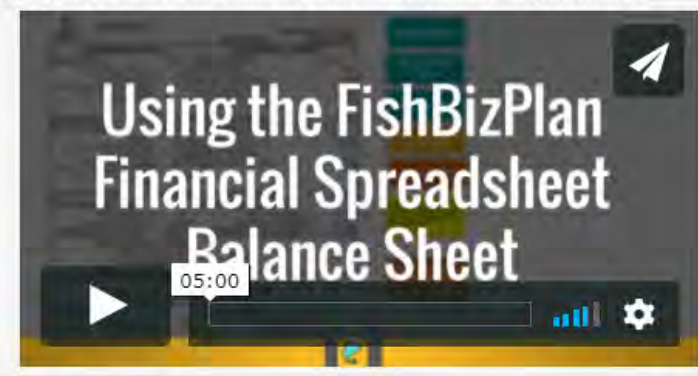 Using the FishBizPlan
Financial Spreadsheet
Balance Sheet
05:00